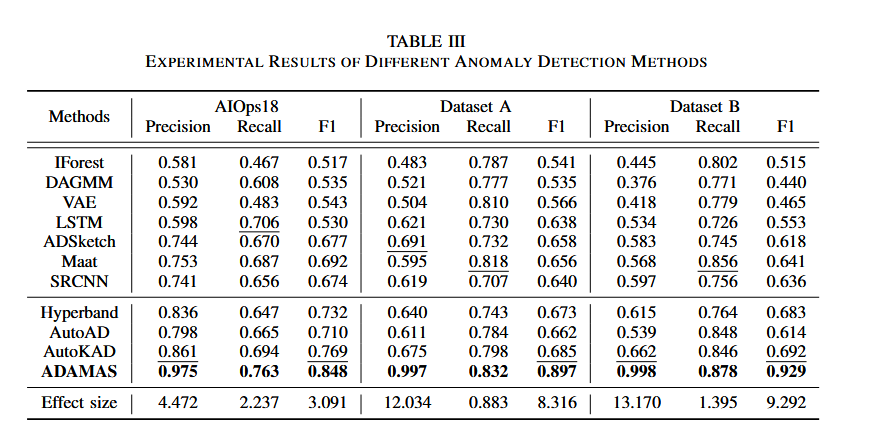 TABLE III
EXPERIMENTAL RESULTS OF DIFFERENT ANOMALY DETECTION METHODS
Methods AIOps18 Dataset A Dataset B
Precision Recall F1 Precision Recall F1 Precision Recall F1
IForest 0.581 0.467 0.517 0.483 0.787 0.541 0.445 0.802 0.515
DAGMM 0.530 0.608 0.535 0.521 0.777 0.535 0.376 0.771 0.440
VAE 0.592 0.483 0.543 0.504 0.810 0.566 0.418 0.779 0.465
LSTM 0.598 0.706 0.530 0.621 0.730 0.638 0.534 0.726 0.553
ADSketch 0.744 0.670 0.677 0.691 0.732 0.658 0.583 0.745 0.618
Maat 0.753 0.687 0.692 0.595 0.818 0.656 0.568 0.856 0.641
SRCNN 0.741 0.656 0.674 0.619 0.707 0.640 0.597 0.756 0.636
Hyperband 0.836 0.647 0.732 0.640 0.743 0.673 0.615 0.764 0.683
AutoAD 0.798 0.665 0.710 0.611 0.784 0.662 0.539 0.848 0.614
AutoKAD 0.861 0.694 0.769 0.675 0.798 0.685 0.662 0.846 0.692
ADAMAS 0.975 0.763 0.848 0.997 0.832 0.897 0.998 0.878 0.929
Effect size 4.472 2.237 3.091 12.034 0.883 8.316 13.170 1.395 9.292